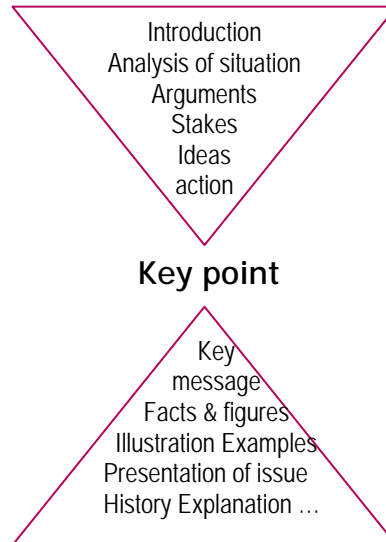 Introduction
Analysis of situation
Arguments
Stakes
Ideas
action
Key point
Key
message
Facts & figures
Illustration Examples
Presentation of issue
History Explanation …